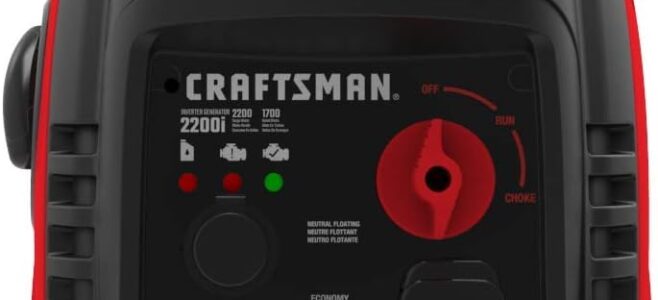 CRAFTSMAN®
OFF
INVERTER GENERATOR 2200 1700
2200i
RUN
CHOKE
NEUTRAL FLOATING
NEUTRE FLOTTANT
NEUTRO FLOTANTE
ECONOMY